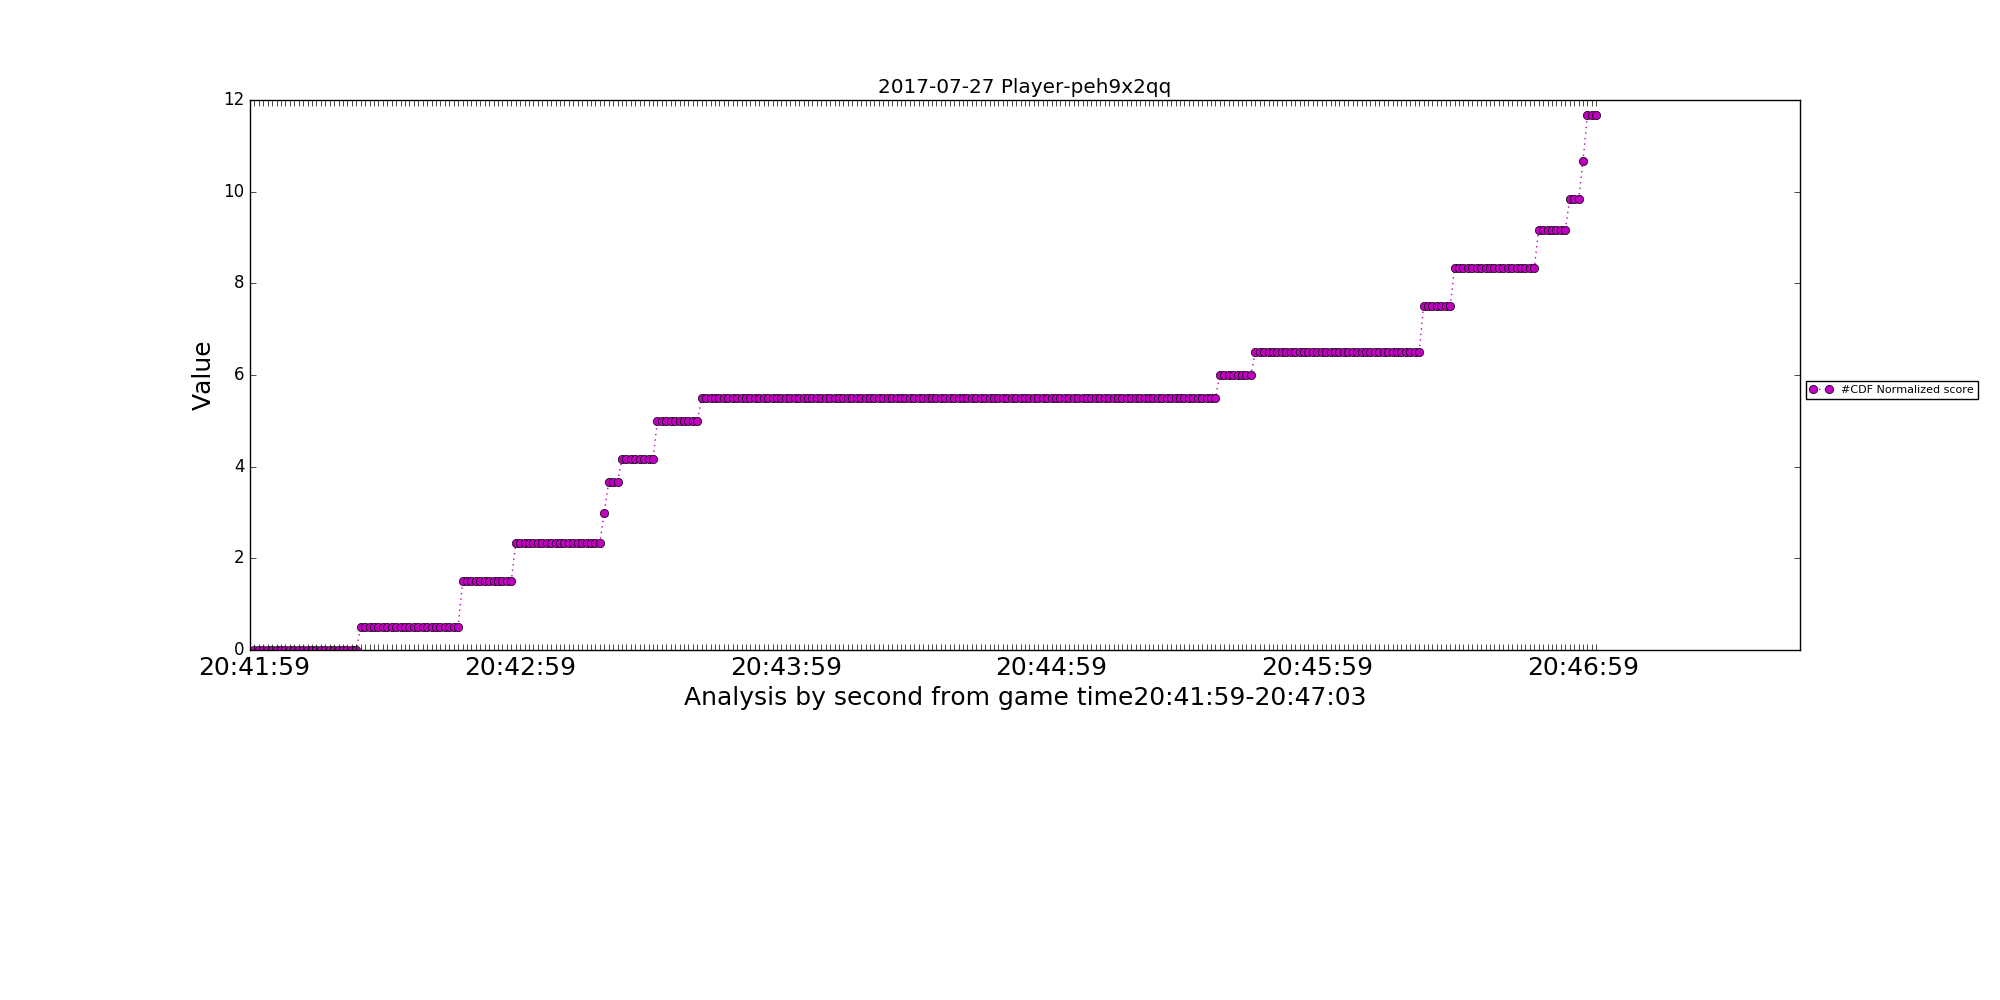 2017-07-27 Player-peh9x2qq
12
10
8
6
4
2
0
Value
#CDF Normalized score
20:41:59 20:42:59 20:43:59 20:44:59 20:45:59 20:46:59
Analysis by second from game time20:41:59-20:47:03